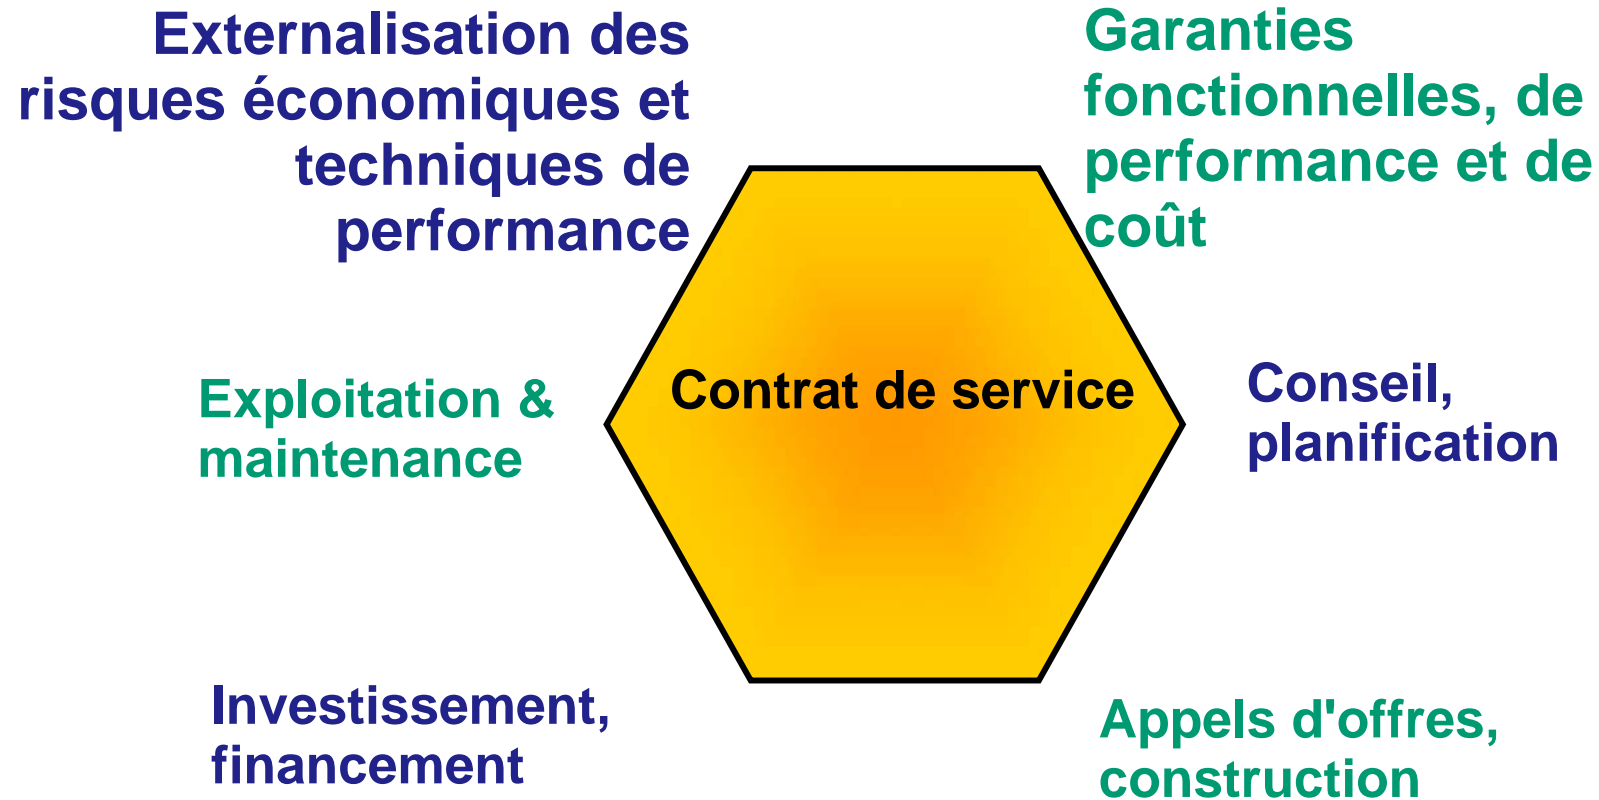 Externalisation des
risques économiques et
techniques de
performance
Garanties
fonctionnelles, de
performance et de
coût
Exploitation &
maintenance
Contrat de service
Conseil,
planification
Investissement,
financement
Appels d'offres,
construction